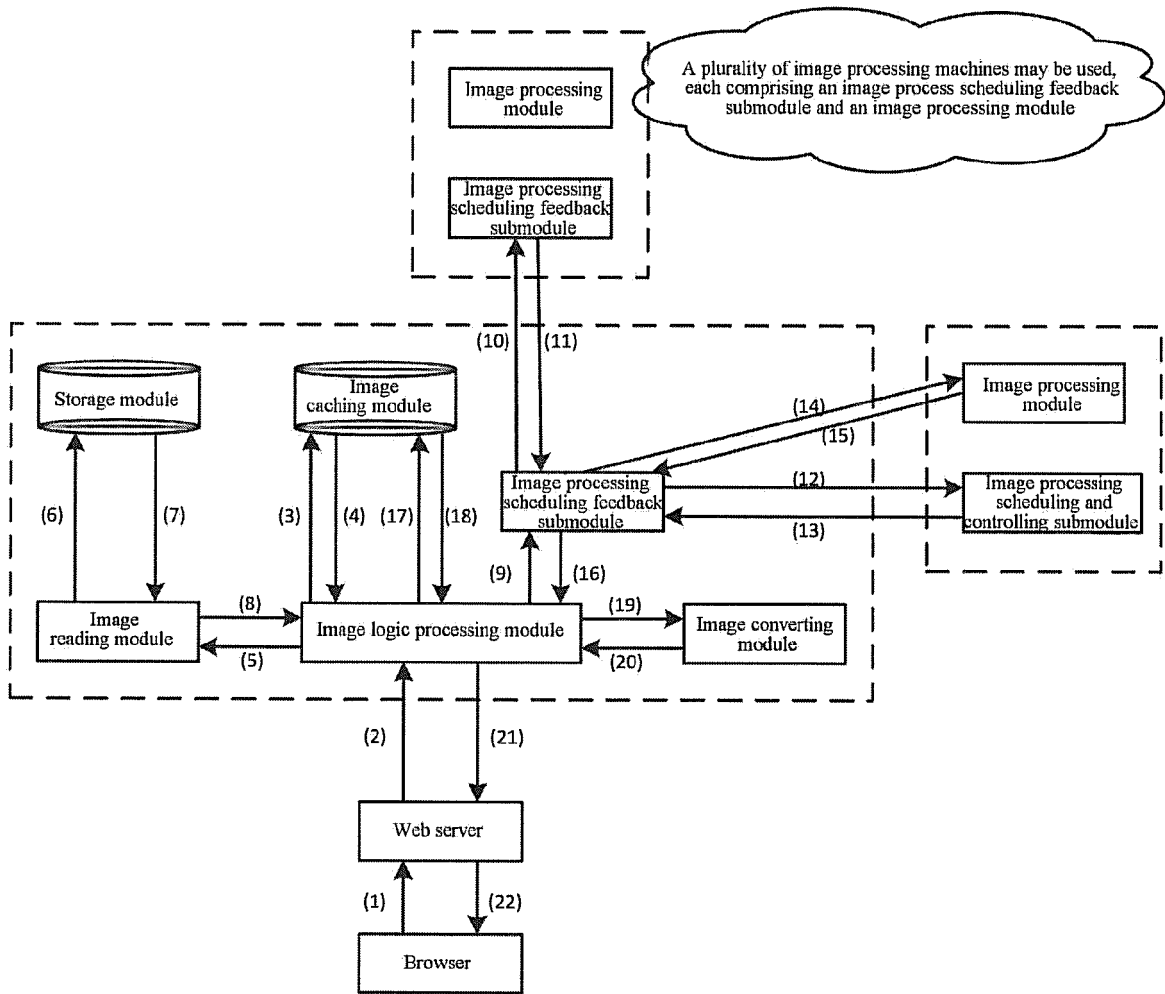 A plurality of image processing machines may be used,
each comprising an image process scheduling feedback
submodule and an image processing module
Image processing
module
Image processing
scheduling feedback
submodule
(10)
(11)
Storage module
Image
caching module
Image processing
module
(14)
(15)
(12)
(13)
Image processing
scheduling feedback
submodule
Image processing
scheduling and
controlling submodule
(6)
(7)
(3)
(4)
(17)
(18)
(9)
(16)
Image
reading module
(8)
(5)
Image logic processing module
(19)
(20)
Image converting
module
(2)
(21)
Web server
(1)
(22)
Browser